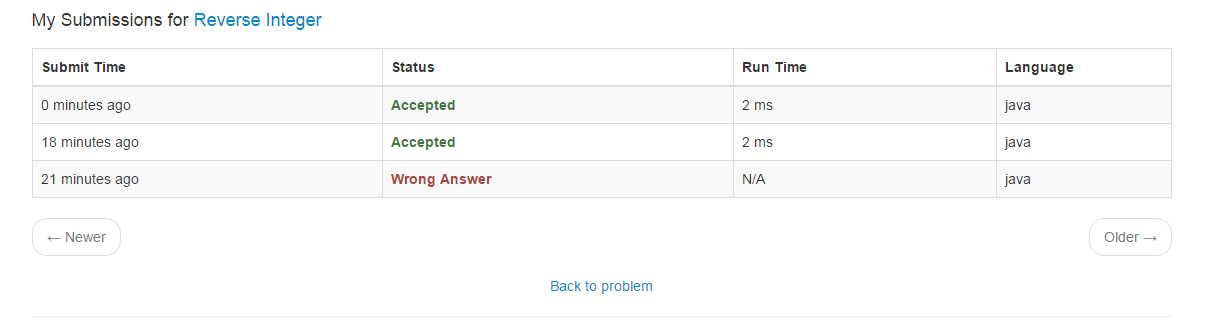 My Submissions for Reverse Integer
Submit Time Status Run Time Language
0 minutes ago Accepted 2 ms java
18 minutes ago Accepted 2 ms java
21 minutes ago Wrong Answer N/A java
← Newer Older →
Back to problem